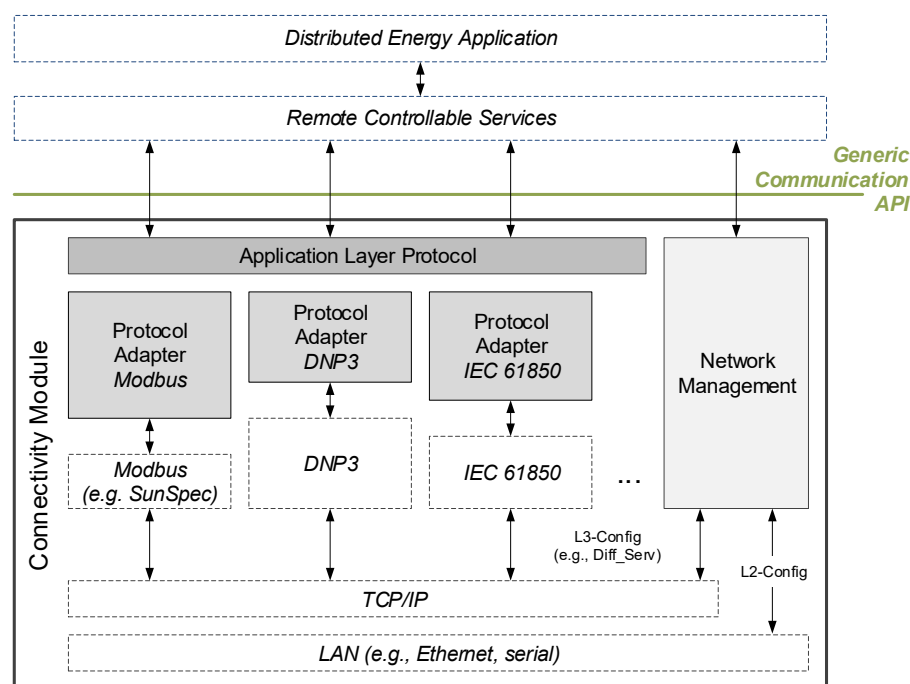 Distributed Energy Application
Remote Controllable Services
Generic
Communication
API
Connectivity Module
Application Layer Protocol
Protocol
Adapter
Modbus
Protocol
Adapter
DNP3
Protocol
Adapter
IEC 61850
Network
Management
Modbus
(e.g. SunSpec)
DNP3
IEC 61850
...
L3-Config
(e.g., Diff_Serv)
L2-Config
TCP/IP
LAN (e.g., Ethernet, serial)